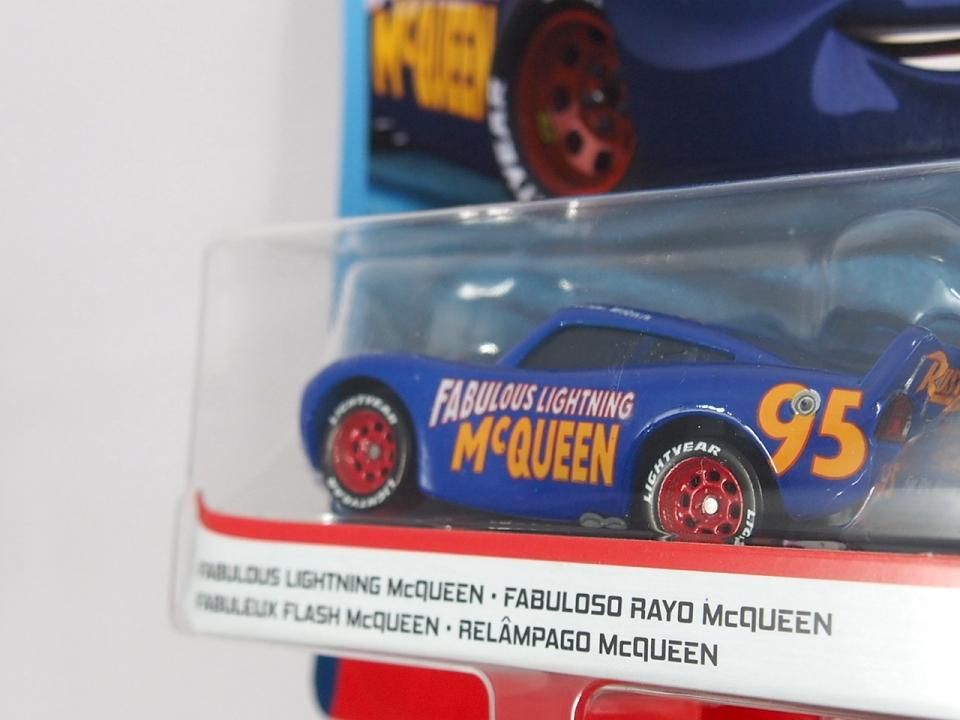 McQUEEN
FABULOUS LIGHTNING
McQUEEN
95
LIGHTYEAR
LIGHTYEAR
FABULOUS LIGHTNING McQUEEN · FABULOSO RAYO McQUEEN
FABULEUX FLASH McQUEEN · RELÂMPAGO McQUEEN